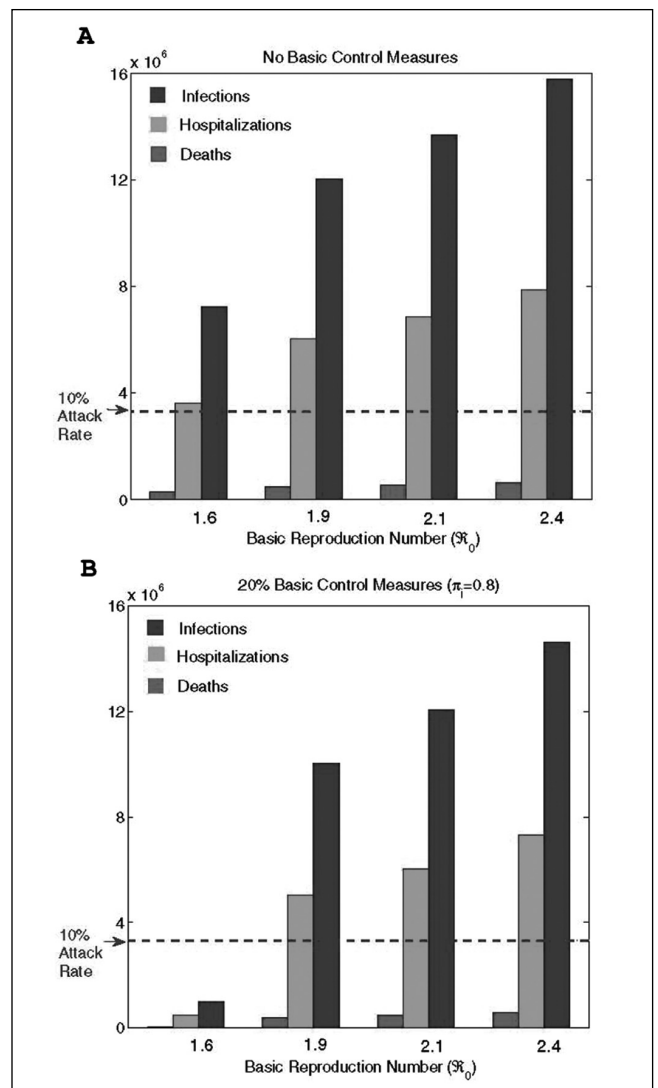 A
x 10^6
No Basic Control Measures
16
Infections
Hospitalizations
Deaths
12
8
4
10%
Attack
Rate
0
1.6 1.9 2.1 2.4
Basic Reproduction Number (ℜ_0)
B
x 10^6
20% Basic Control Measures (π_i=0.8)
16
Infections
Hospitalizations
Deaths
12
8
4
10%
Attack
Rate
0
1.6 1.9 2.1 2.4
Basic Reproduction Number (ℜ_0)